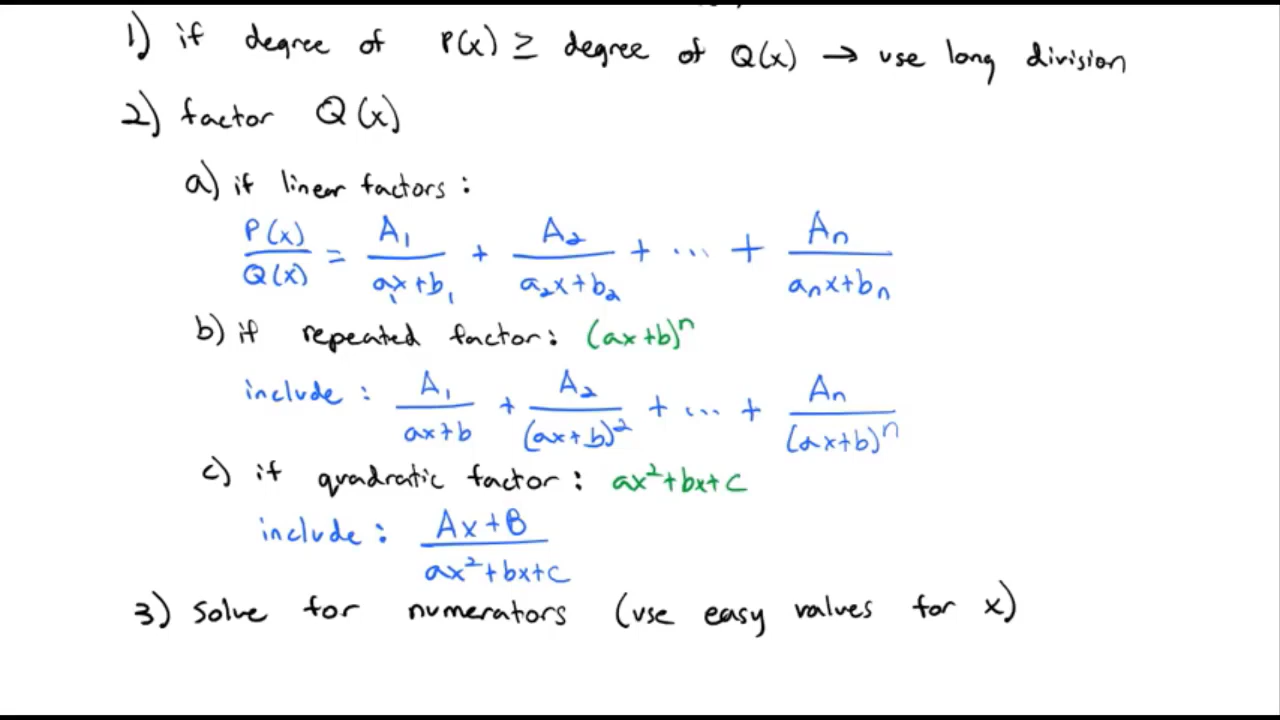 1) if degree of P(x) ≥ degree of Q(x) → use long division
2) factor Q(x)
a) if linear factors:
P(x)/Q(x) = A₁/(a₁x+b₁) + A₂/(a₂x+b₂) + ... + Aₙ/(aₙx+bₙ)
b) if repeated factor: (ax+b)ⁿ
include: A₁/(ax+b) + A₂/(ax+b)² + ... + Aₙ/(ax+b)ⁿ
c) if quadratic factor: ax²+bx+c
include: (Ax+B)/(ax²+bx+c)
3) solve for numerators (use easy values for x)